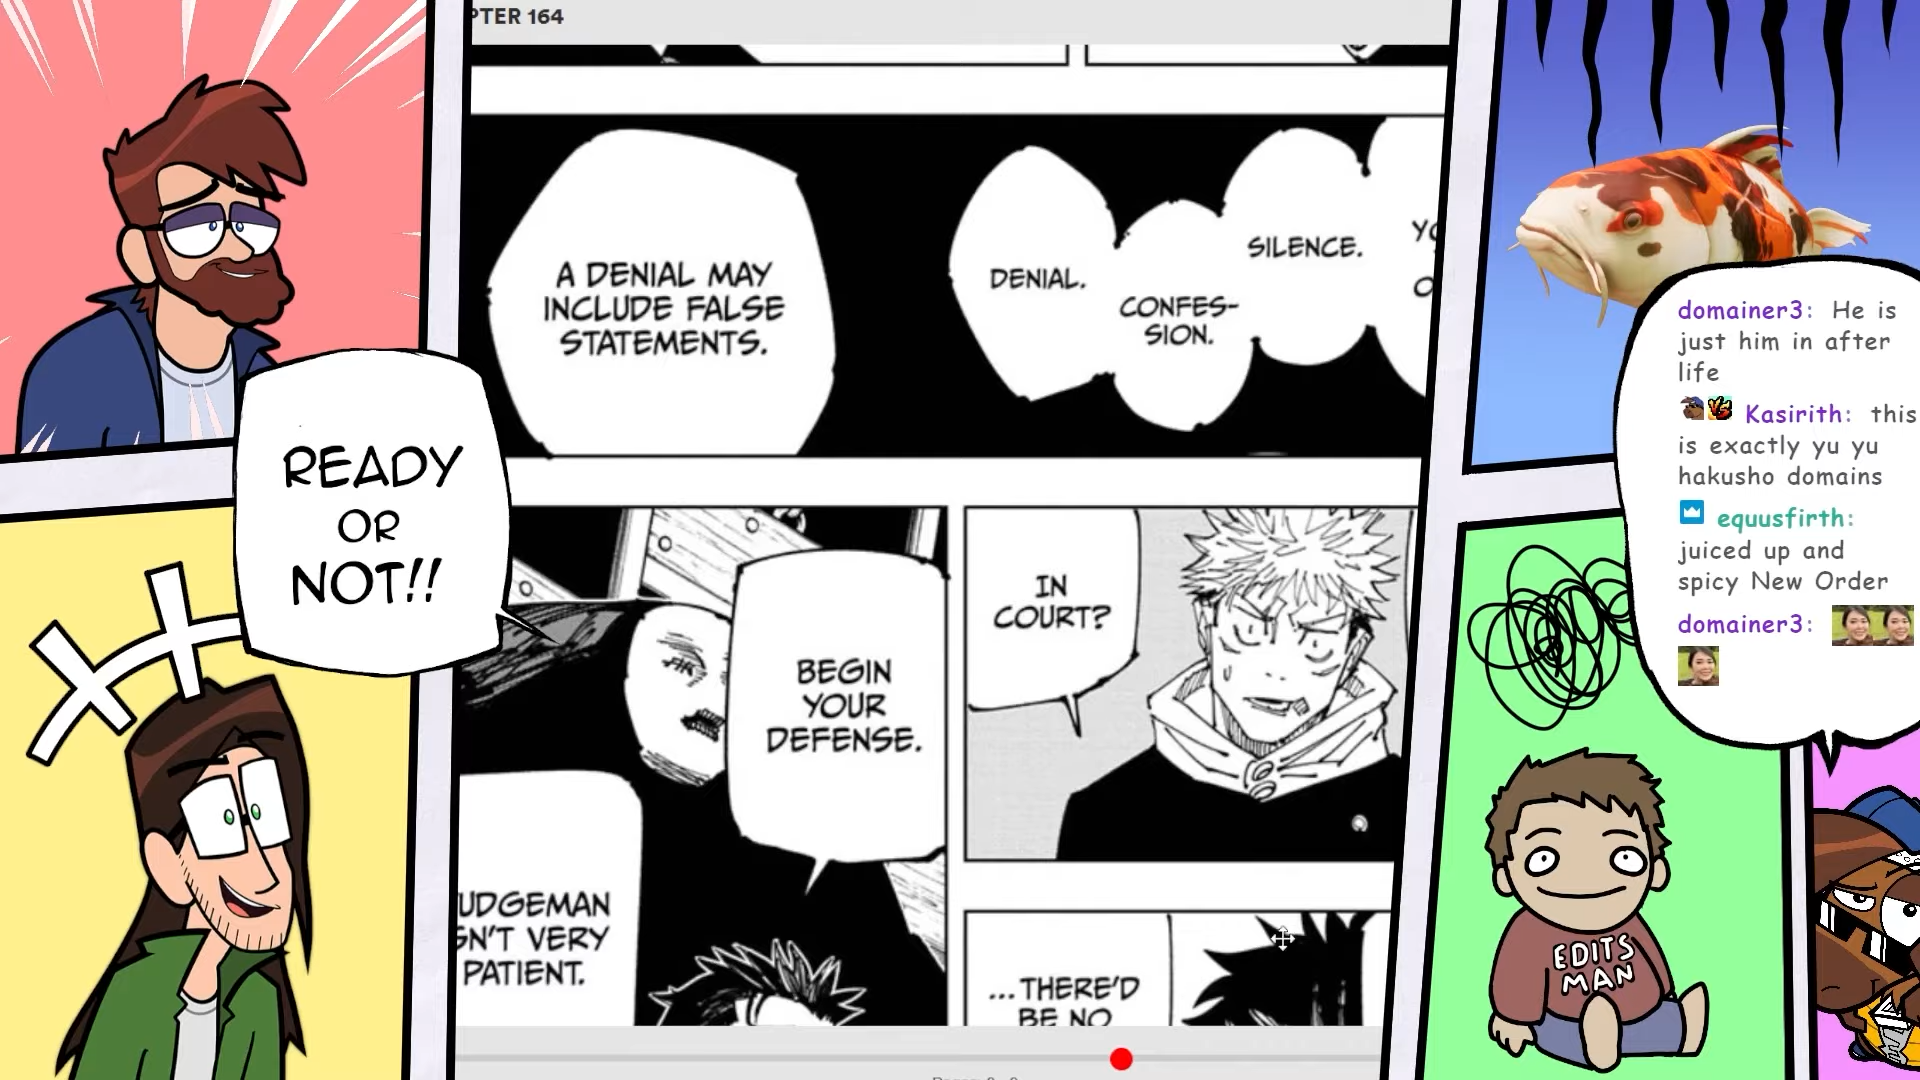 PTER 164
A DENIAL MAY
INCLUDE FALSE
STATEMENTS.
DENIAL.
CONFES-
SION.
SILENCE.
READY
OR
NOT!!
BEGIN
YOUR
DEFENSE.
IN
COURT?
UDGEMAN
SN'T VERY
PATIENT.
...THERE'D
BE NO
domainer3: He is
just him in after
life
Kasirith: this
is exactly yu yu
hakusho domains
equusfirth:
juiced up and
spicy New Order
domainer3:
EDITS
MAN